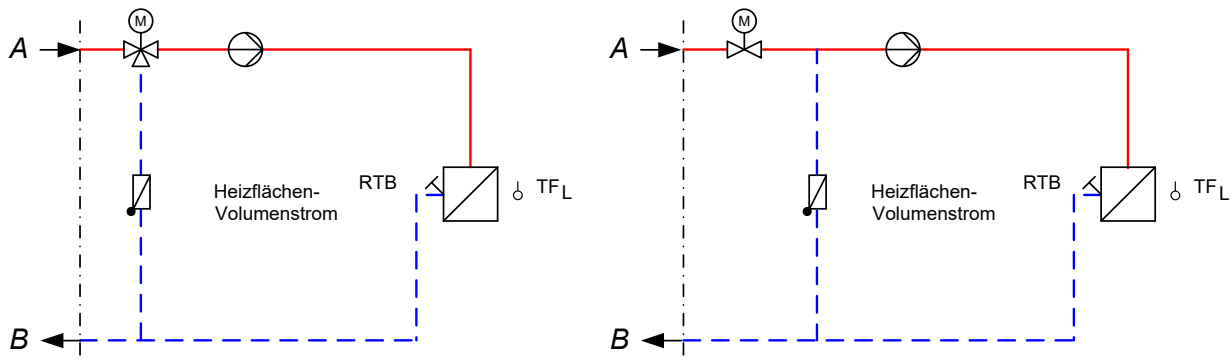 M
A
RTB
TF L
Heizflächen-
Volumenstrom
B
M
A
RTB
TF L
Heizflächen-
Volumenstrom
B